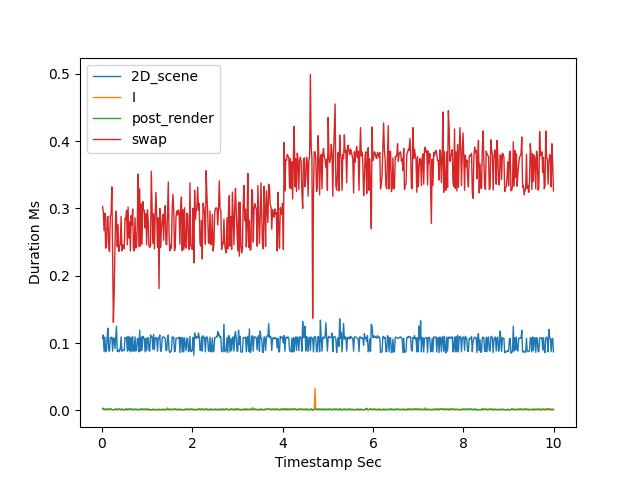 2D_scene
I
post_render
swap
0.5
0.4
0.3
0.2
0.1
0.0
Duration Ms
0 2 4 6 8 10
Timestamp Sec